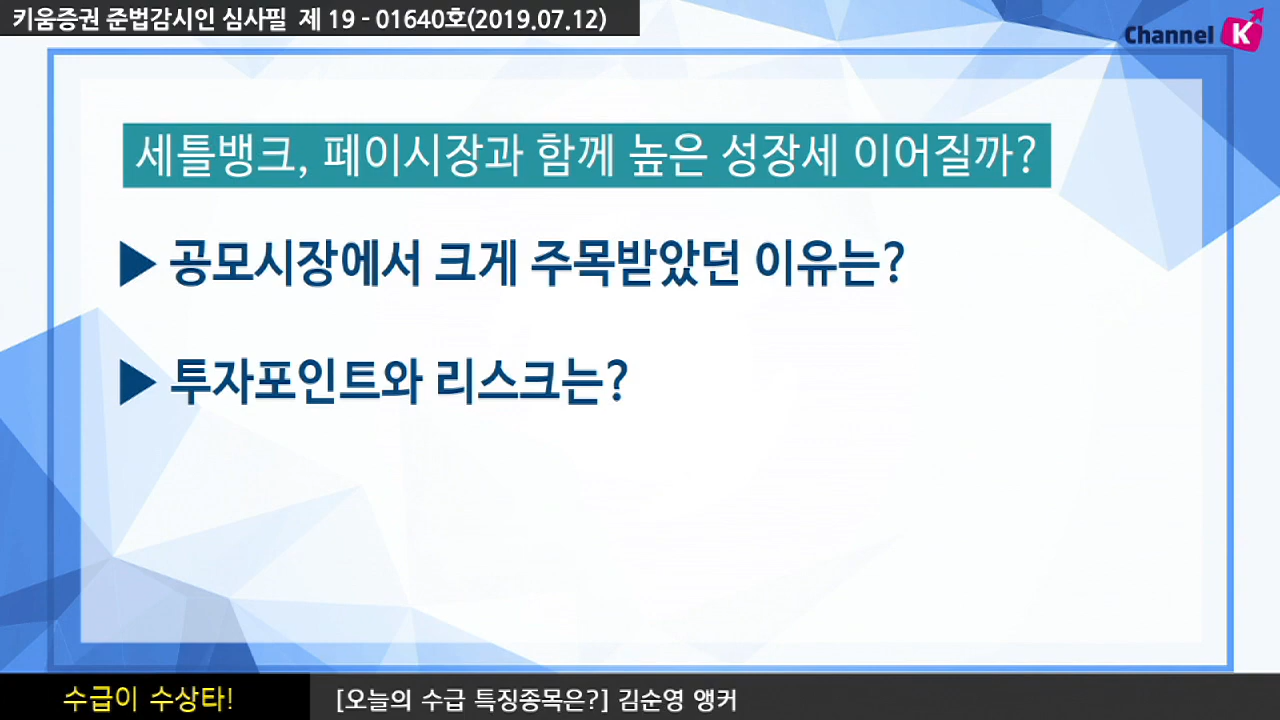 키움증권 준법감시인 심사필 제 19 - 01640호(2019.07.12)
Channel K
세틀뱅크, 페이시장과 함께 높은 성장세 이어질까?
▶ 공모시장에서 크게 주목받았던 이유는?
▶ 투자포인트와 리스크는?
수급이 수상타! [오늘의 수급 특징종목은?] 김순영 앵커